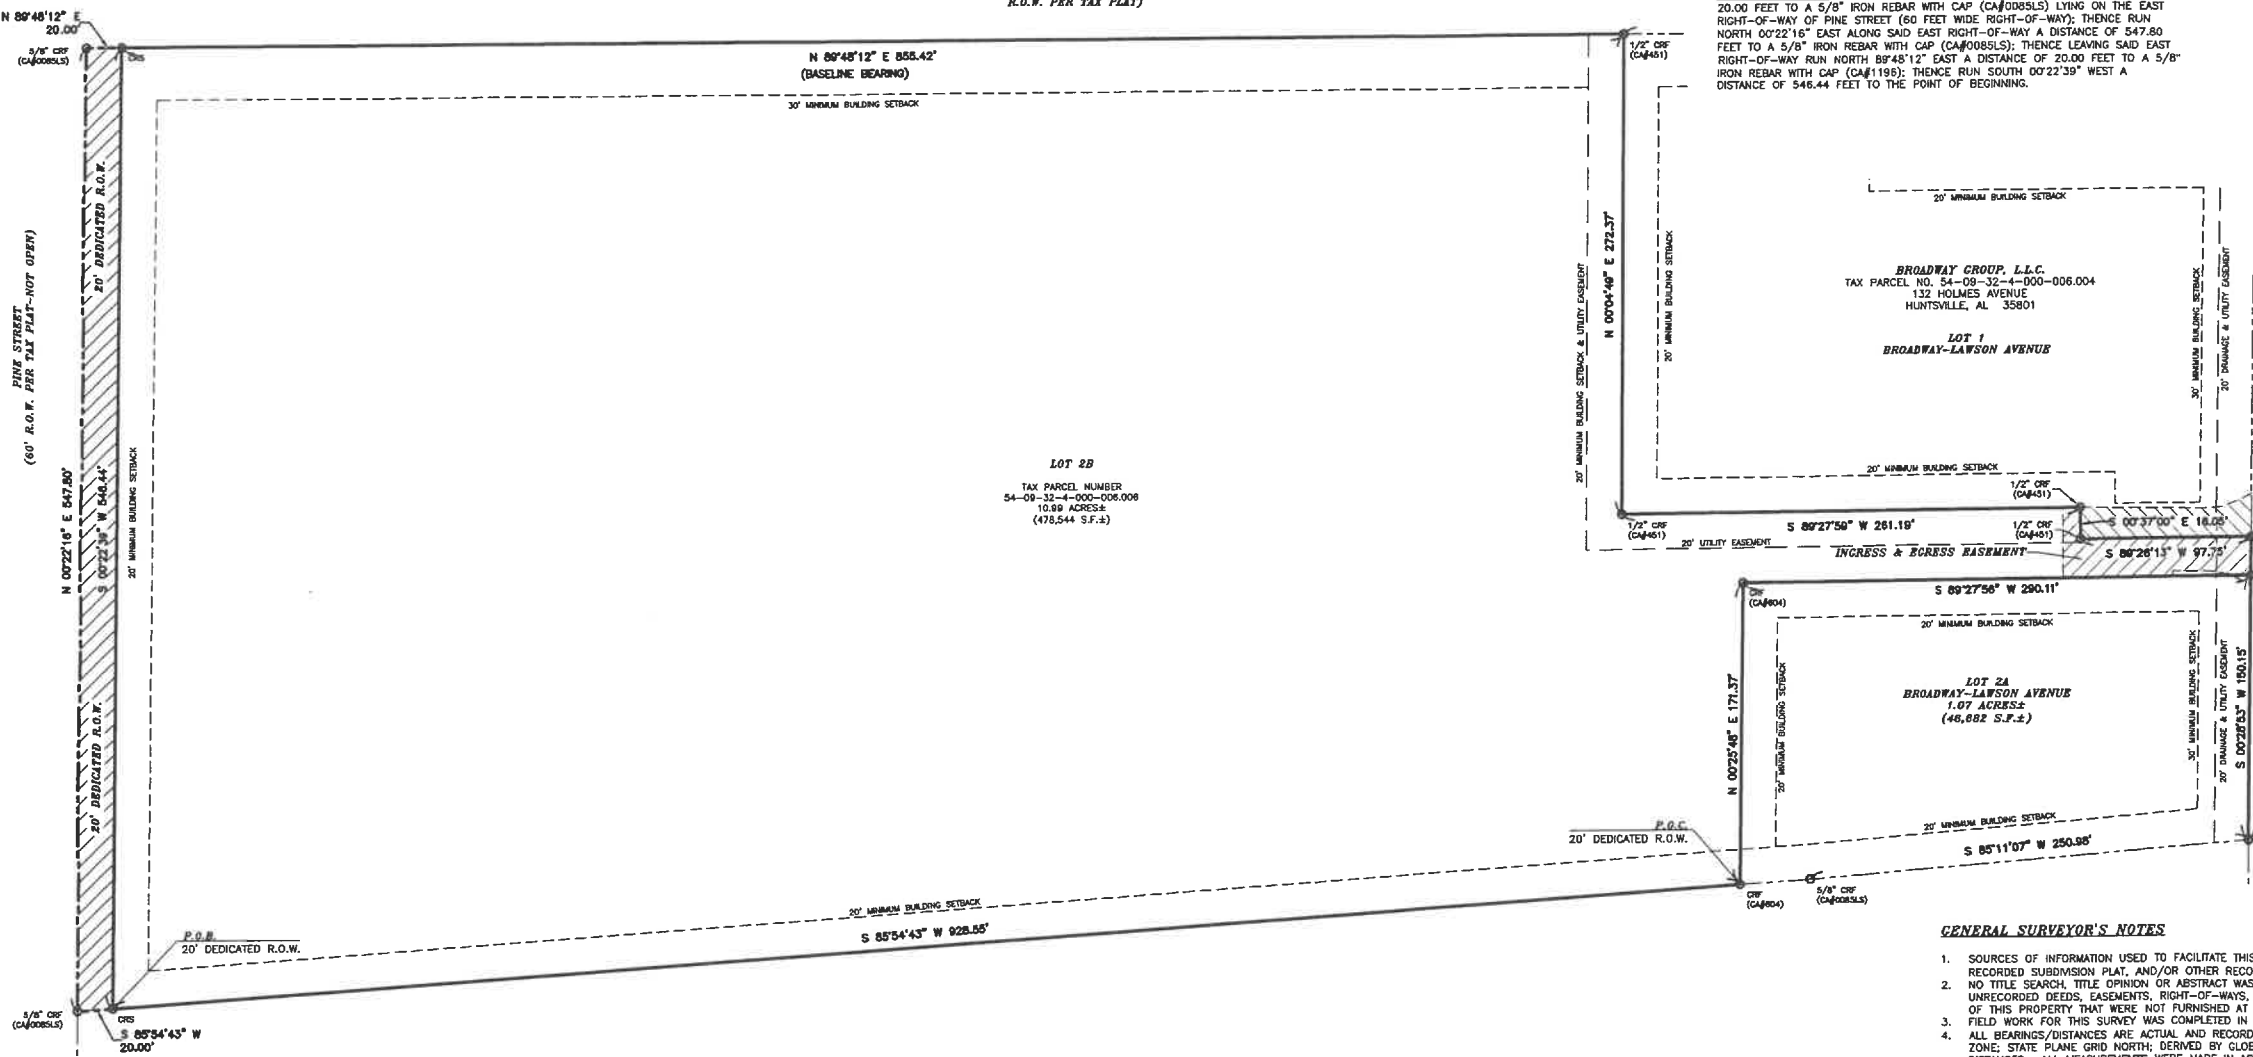 R.O.W. PER TAX PLAT)
N 89°48'12" E
20.00'
5/8" CRF
(CA#0085LS)
CRS
N 89°48'12" E 855.42'
(BASELINE BEARING)
30' MINIMUM BUILDING SETBACK
1/2" CRF
(CA#451)
20.00 FEET TO A 5/8" IRON REBAR WITH CAP (CA#0085LS) LYING ON THE EAST
RIGHT-OF-WAY OF PINE STREET (60 FEET WIDE RIGHT-OF-WAY); THENCE RUN
NORTH 00°22'16" EAST ALONG SAID EAST RIGHT-OF-WAY A DISTANCE OF 547.80
FEET TO A 5/8" IRON REBAR WITH CAP (CA#0085LS); THENCE LEAVING SAID EAST
RIGHT-OF-WAY RUN NORTH 89°48'12" EAST A DISTANCE OF 20.00 FEET TO A 5/8"
IRON REBAR WITH CAP (CA#1196); THENCE RUN SOUTH 00°22'39" WEST A
DISTANCE OF 546.44 FEET TO THE POINT OF BEGINNING.
PINE STREET
(60' R.O.W. PER TAX PLAT-NOT OPEN)
20' DEDICATED R.O.W.
N 00°22'16" E 547.80'
S 00°22'39" W 546.44'
20' MINIMUM BUILDING SETBACK
20' DEDICATED R.O.W.
LOT 2B
TAX PARCEL NUMBER
54-09-32-4-000-006.006
10.99 ACRES±
(478,544 S.F.±)
20' MINIMUM BUILDING SETBACK & UTILITY EASEMENT
N 00°04'49" E 272.37'
20' MINIMUM BUILDING SETBACK
20' MINIMUM BUILDING SETBACK
BROADWAY GROUP, L.L.C.
TAX PARCEL NO. 54-09-32-4-000-006.004
132 HOLMES AVENUE
HUNTSVILLE, AL 35801
LOT 1
BROADWAY-LAWSON AVENUE
30' MINIMUM BUILDING SETBACK
20' DRAINAGE & UTILITY EASEMENT
20' MINIMUM BUILDING SETBACK
1/2" CRF
(CA#451)
1/2" CRF
(CA#451)
S 89°27'59" W 261.19'
1/2" CRF
(CA#451)
S 00°37'00" E 18.05'
20' UTILITY EASEMENT
INGRESS & EGRESS EASEMENT
S 89°26'13" W 97.75'
CRF
(CA#604)
S 89°27'56" W 290.11'
20' MINIMUM BUILDING SETBACK
N 00°25'46" E 171.37'
20' MINIMUM BUILDING SETBACK
LOT 2A
BROADWAY-LAWSON AVENUE
1.07 ACRES±
(46,682 S.F.±)
30' MINIMUM BUILDING SETBACK
20' DRAINAGE & UTILITY EASEMENT
S 00°28'53" W 150.15'
20' MINIMUM BUILDING SETBACK
S 85°11'07" W 250.98'
P.O.C.
20' DEDICATED R.O.W.
CRF
(CA#604)
5/8" CRF
(CA#0085LS)
20' MINIMUM BUILDING SETBACK
S 85°54'43" W 928.55'
P.O.B.
20' DEDICATED R.O.W.
5/8" CRF
(CA#0085LS)
CRS
S 85°54'43" W
20.00'
GENERAL SURVEYOR'S NOTES
1. SOURCES OF INFORMATION USED TO FACILITATE THIS
RECORDED SUBDIVISION PLAT, AND/OR OTHER RECO
2. NO TITLE SEARCH, TITLE OPINION OR ABSTRACT WAS
UNRECORDED DEEDS, EASEMENTS, RIGHT-OF-WAYS,
OF THIS PROPERTY THAT WERE NOT FURNISHED AT
3. FIELD WORK FOR THIS SURVEY WAS COMPLETED IN
4. ALL BEARINGS/DISTANCES ARE ACTUAL AND RECORD
ZONE; STATE PLANE GRID NORTH; DERIVED BY GLOB